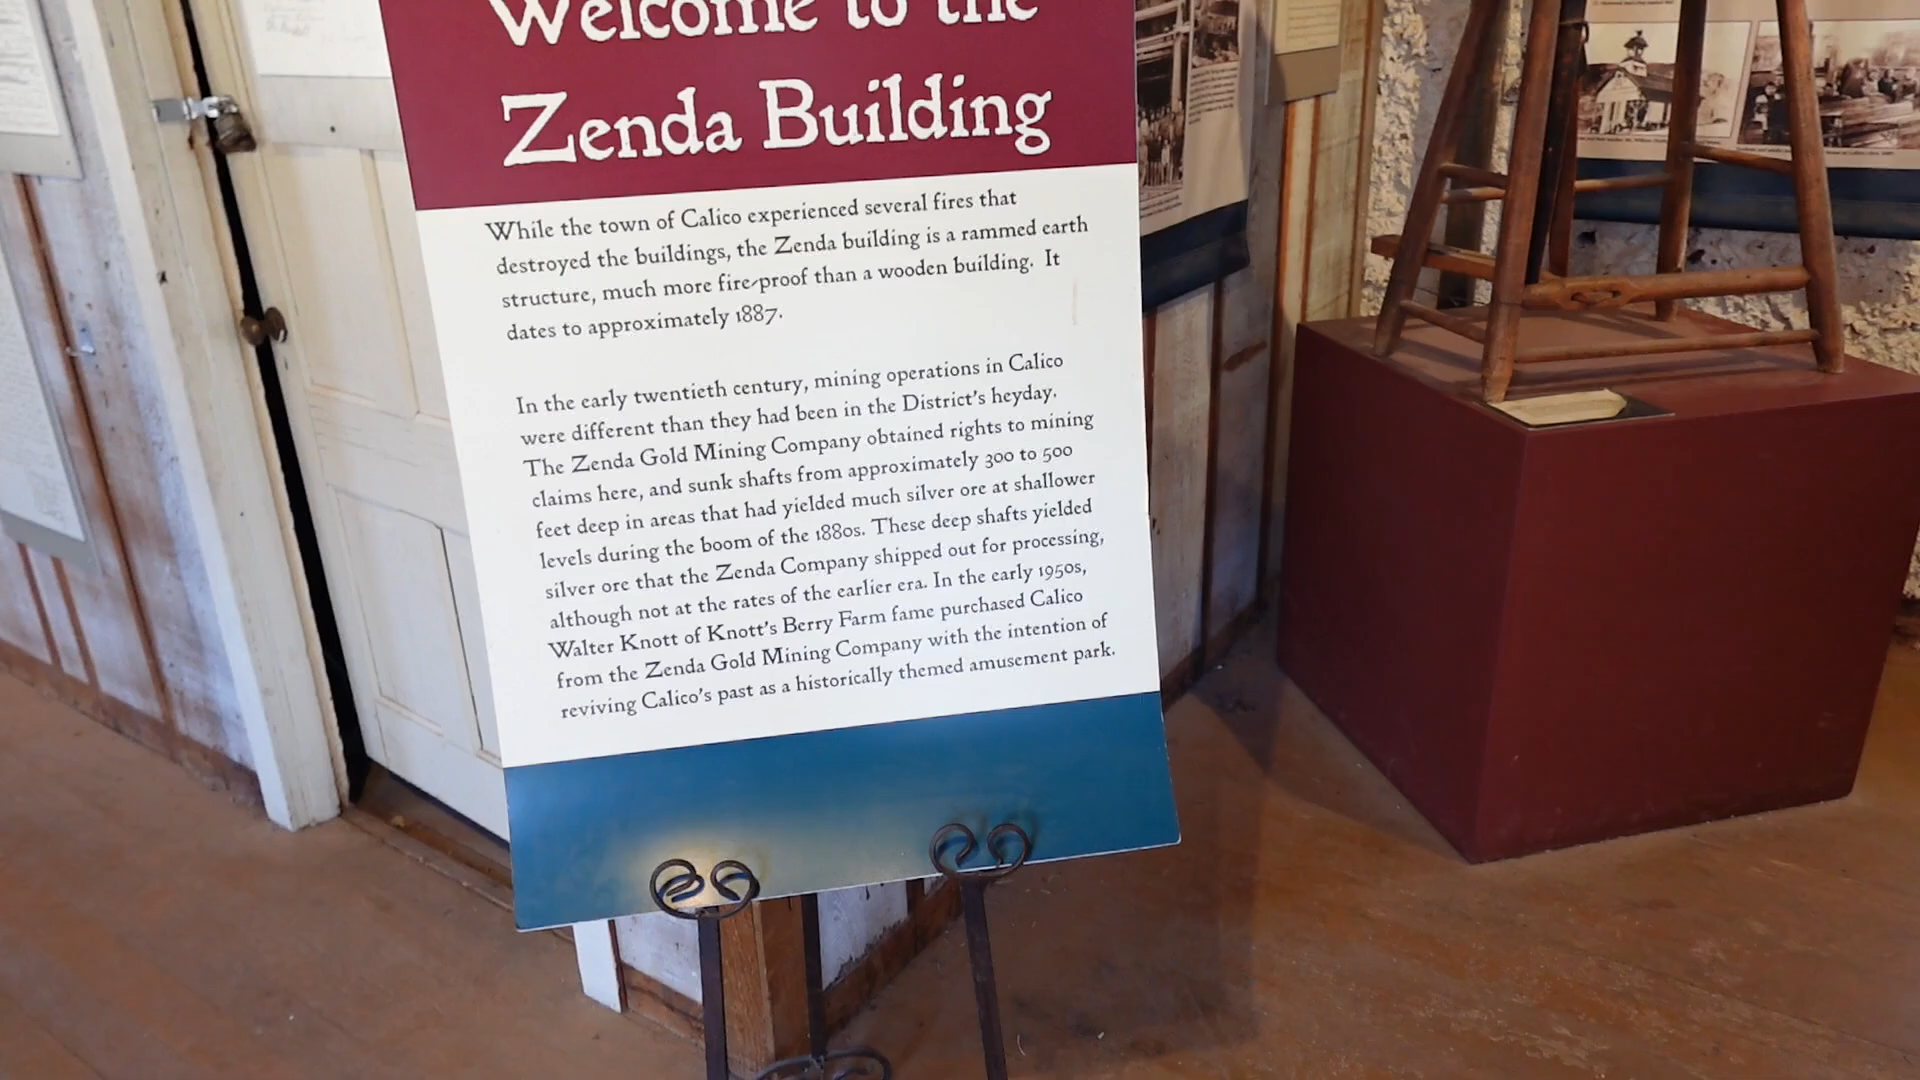 Welcome to the
Zenda Building
While the town of Calico experienced several fires that
destroyed the buildings, the Zenda building is a rammed earth
structure, much more fire-proof than a wooden building. It
dates to approximately 1887.
In the early twentieth century, mining operations in Calico
were different than they had been in the District's heyday.
The Zenda Gold Mining Company obtained rights to mining
claims here, and sunk shafts from approximately 300 to 500
feet deep in areas that had yielded much silver ore at shallower
levels during the boom of the 1880s. These deep shafts yielded
silver ore that the Zenda Company shipped out for processing,
although not at the rates of the earlier era. In the early 1950s,
Walter Knott of Knott's Berry Farm fame purchased Calico
from the Zenda Gold Mining Company with the intention of
reviving Calico's past as a historically themed amusement park.